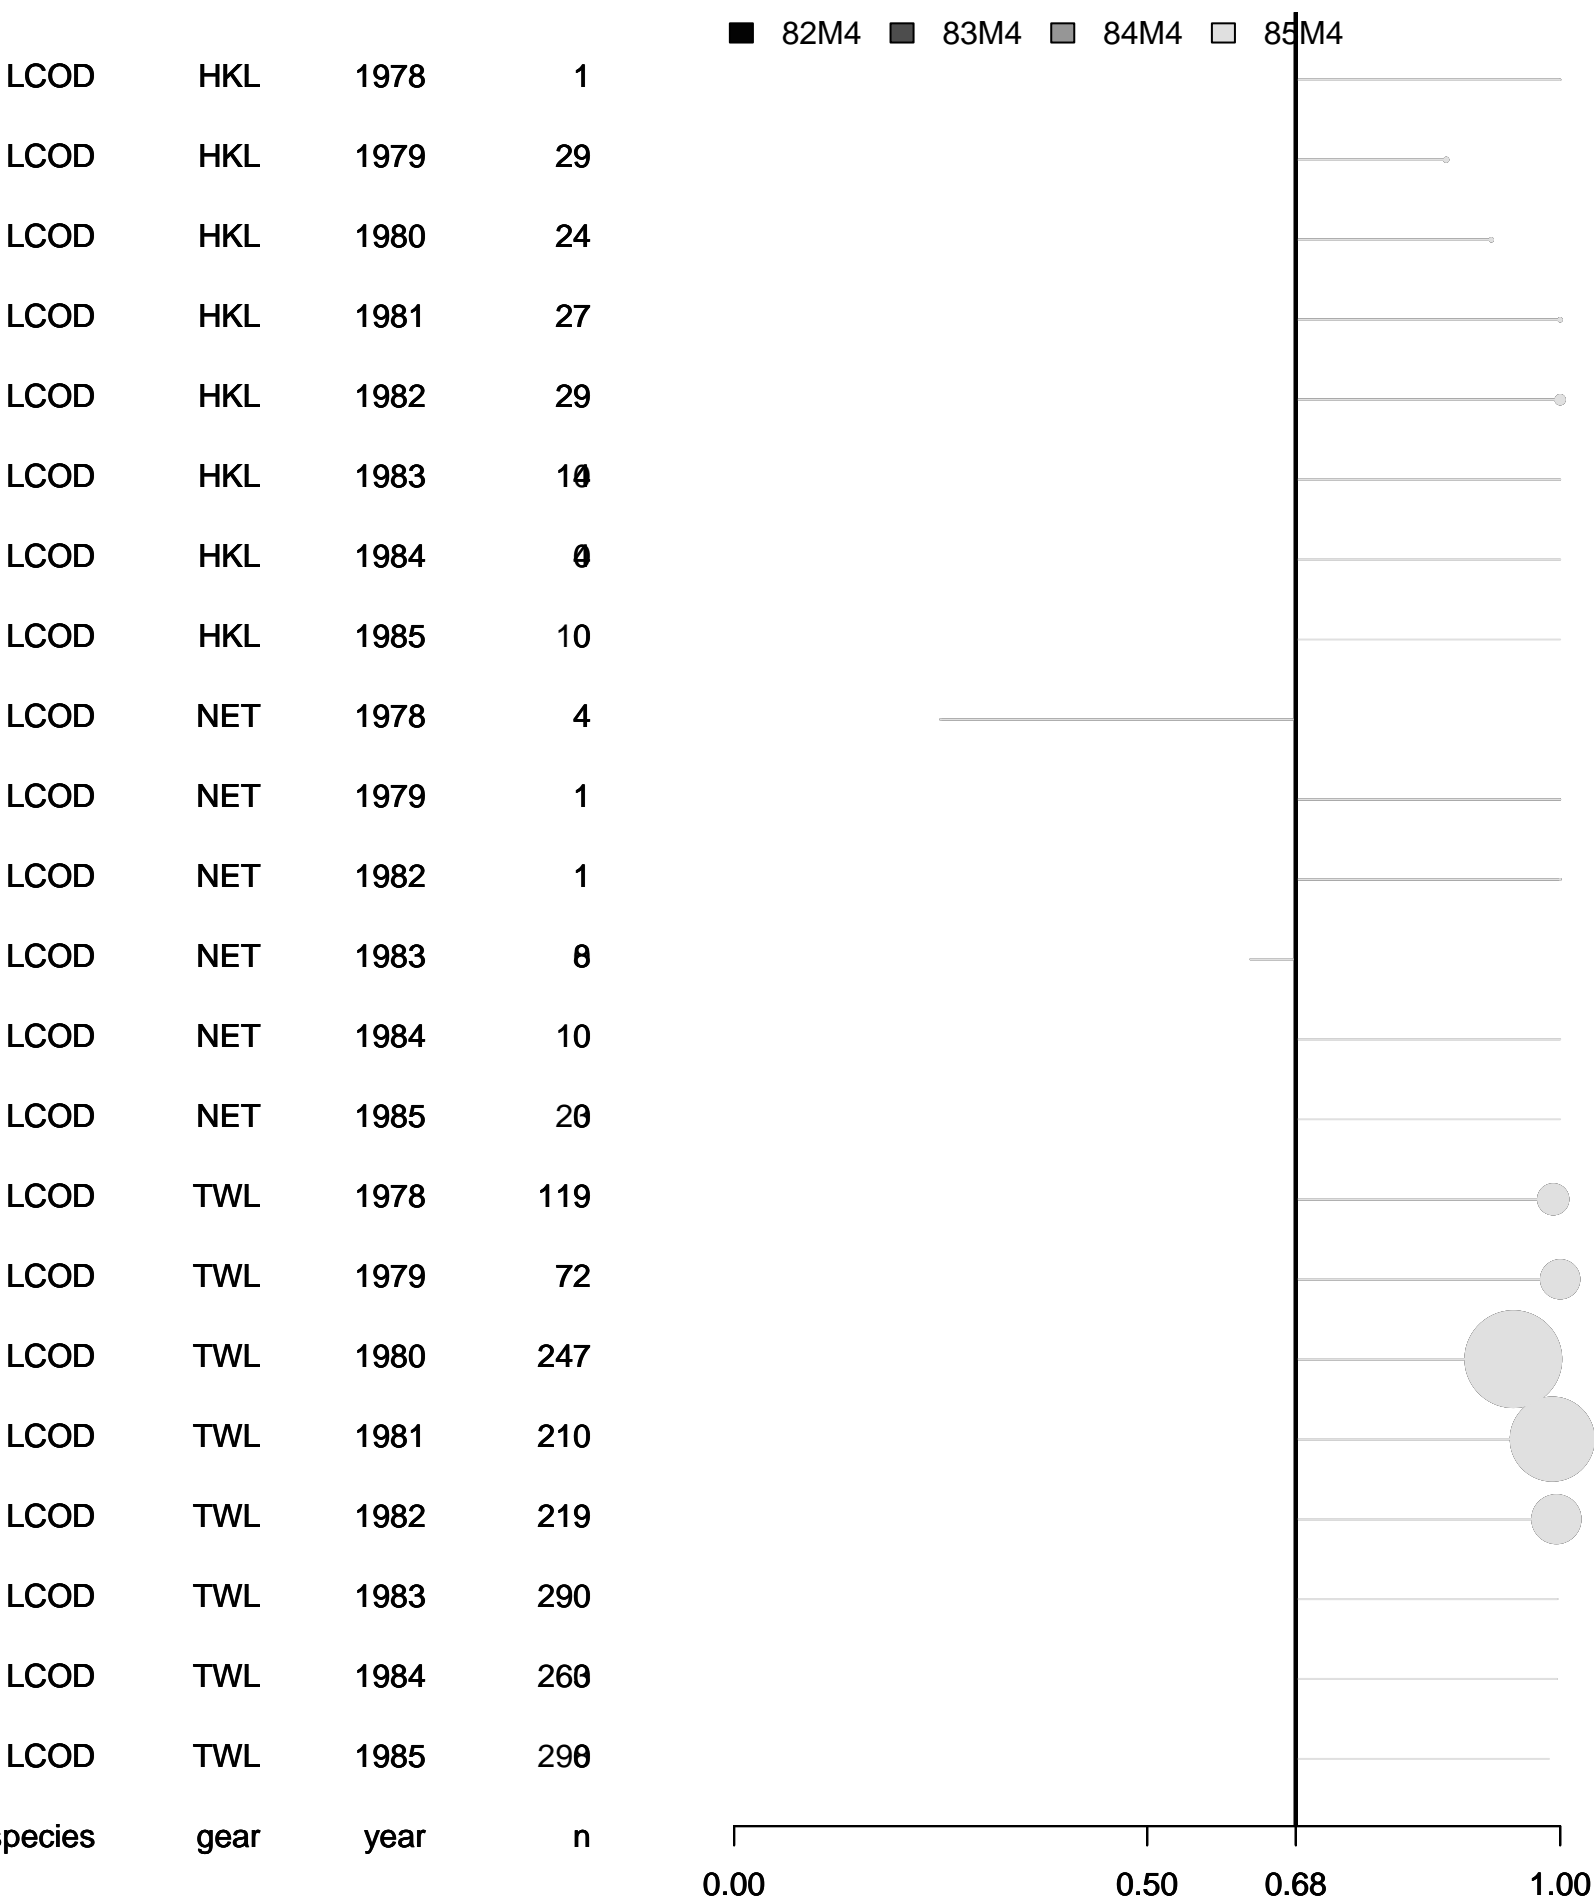 82M4 83M4 84M4 85M4
LCOD HKL 1978 1
LCOD HKL 1979 29
LCOD HKL 1980 24
LCOD HKL 1981 27
LCOD HKL 1982 29
LCOD HKL 1983
LCOD HKL 1984
LCOD HKL 1985 10
LCOD NET 1978 4
LCOD NET 1979 1
LCOD NET 1982 1
LCOD NET 1983
LCOD NET 1984 10
LCOD NET 1985
LCOD TWL 1978 119
LCOD TWL 1979 72
LCOD TWL 1980 247
LCOD TWL 1981 210
LCOD TWL 1982 219
LCOD TWL 1983 290
LCOD TWL 1984
LCOD TWL 1985
species gear year n
0.00 0.50 0.68 1.00